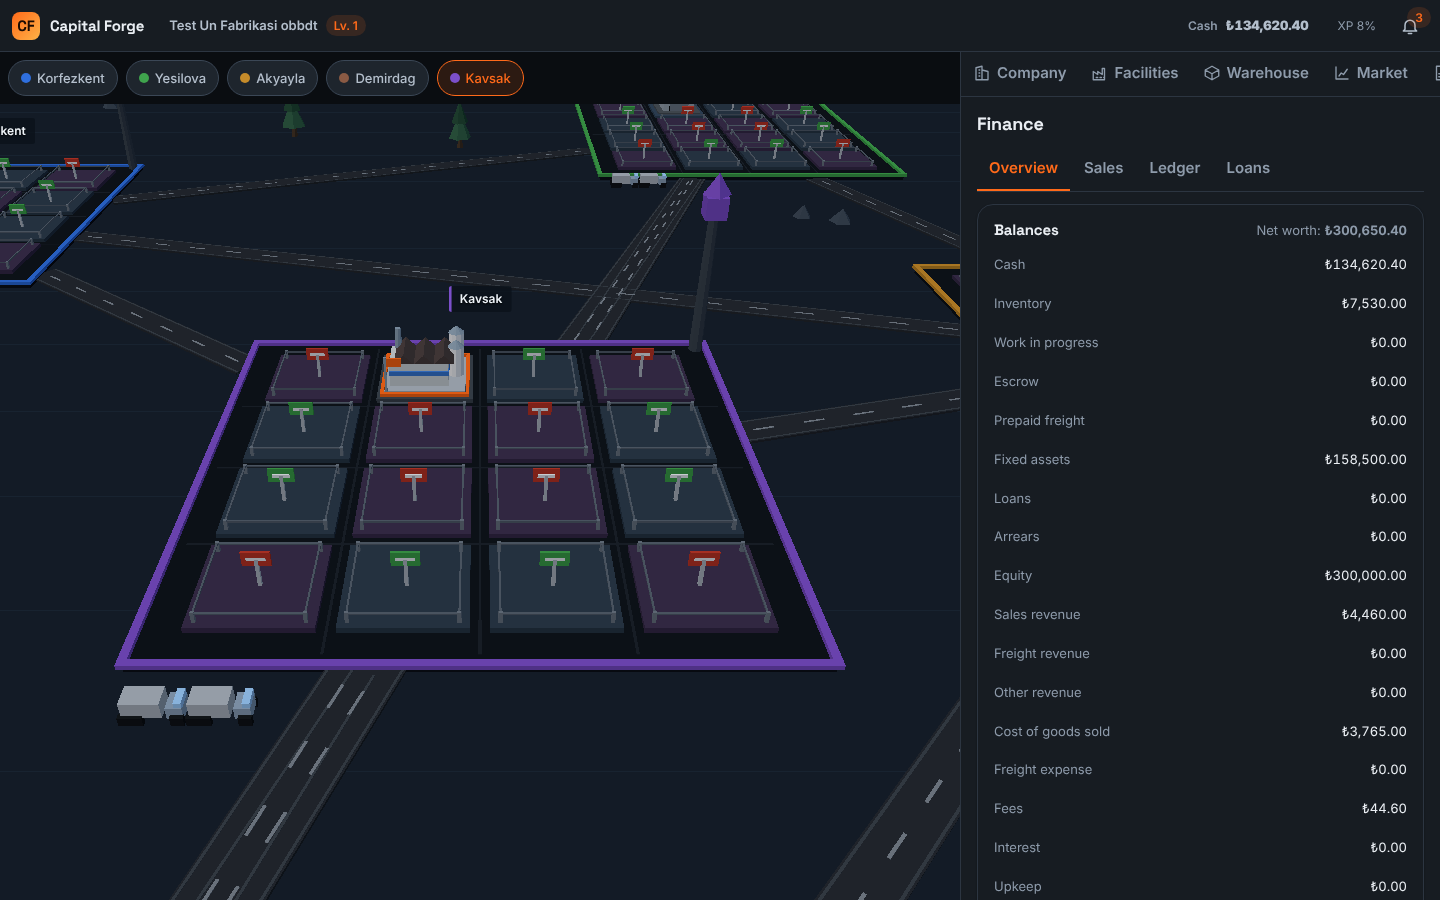 CF Capital Forge Test Un Fabrikasi obbdt Lv. 1 Cash ₺134,620.40 XP 8% 3
Korfezkent Yesilova Akyayla Demirdag Kavsak
Company Facilities Warehouse Market
kent
Kavsak
Finance
Overview Sales Ledger Loans
Balances Net worth: ₺300,650.40
Cash ₺134,620.40
Inventory ₺7,530.00
Work in progress ₺0.00
Escrow ₺0.00
Prepaid freight ₺0.00
Fixed assets ₺158,500.00
Loans ₺0.00
Arrears ₺0.00
Equity ₺300,000.00
Sales revenue ₺4,460.00
Freight revenue ₺0.00
Other revenue ₺0.00
Cost of goods sold ₺3,765.00
Freight expense ₺0.00
Fees ₺44.60
Interest ₺0.00
Upkeep ₺0.00